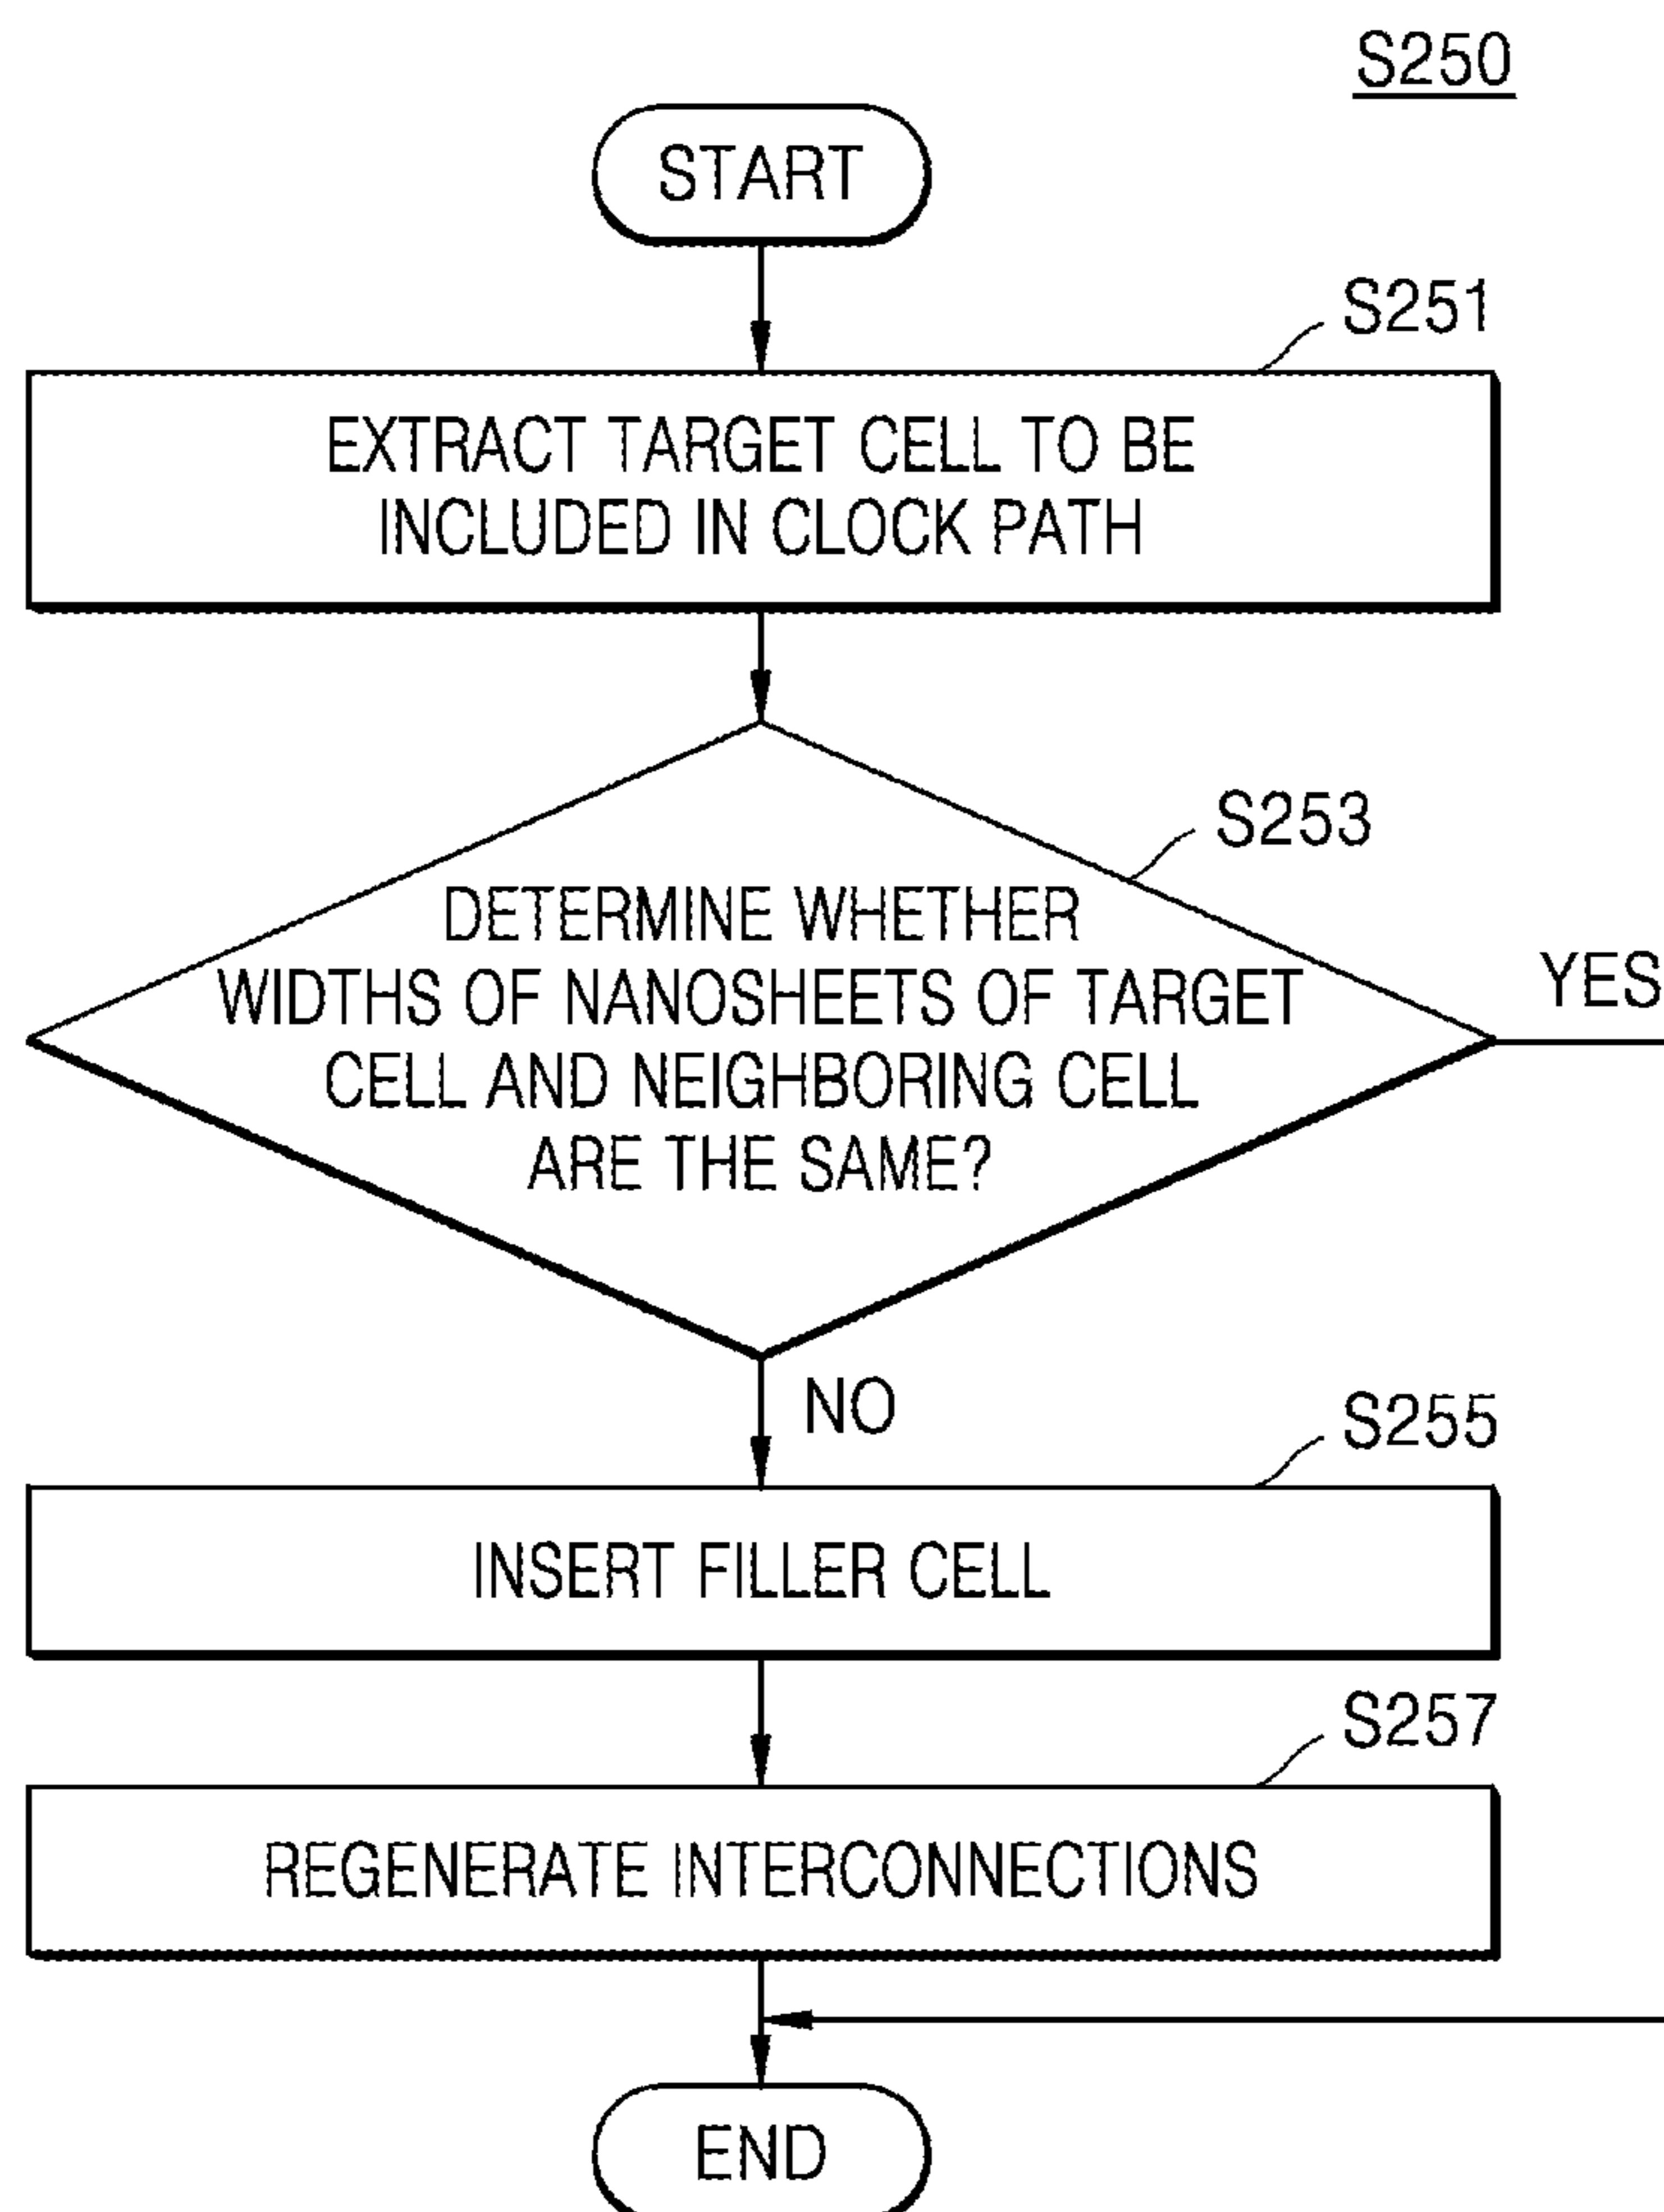 S250
START
S251
EXTRACT TARGET CELL TO BE
INCLUDED IN CLOCK PATH
S253
DETERMINE WHETHER
WIDTHS OF NANOSHEETS OF TARGET
CELL AND NEIGHBORING CELL
ARE THE SAME?
YES
NO
S255
INSERT FILLER CELL
S257
REGENERATE INTERCONNECTIONS
END